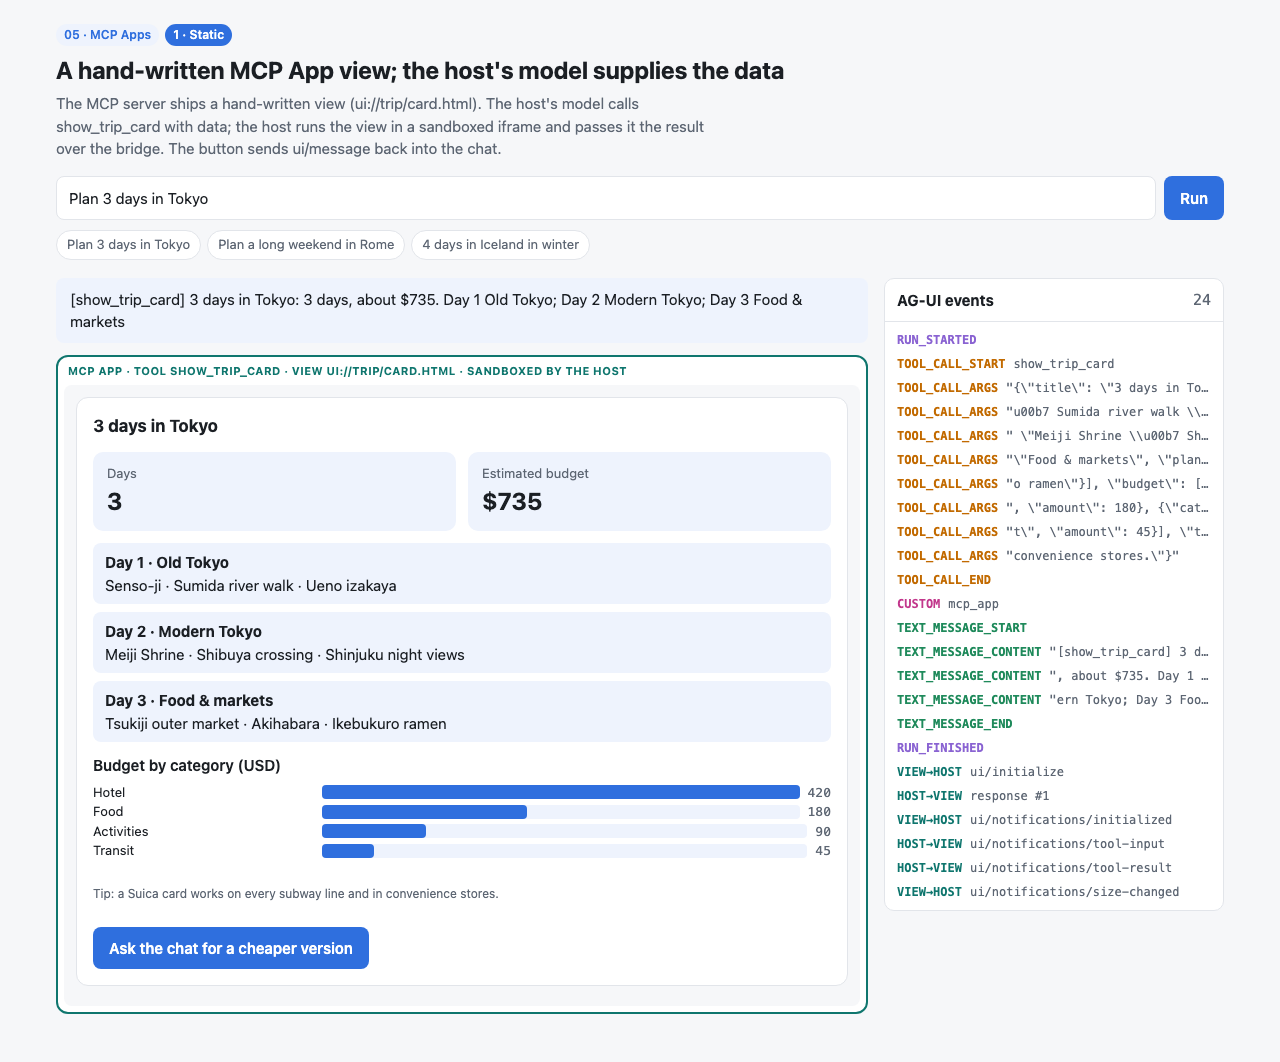 05 · MCP Apps
1 · Static
A hand-written MCP App view; the host's model supplies the data
The MCP server ships a hand-written view (ui://trip/card.html). The host's model calls
show_trip_card with data; the host runs the view in a sandboxed iframe and passes it the result
over the bridge. The button sends ui/message back into the chat.
Plan 3 days in Tokyo
Run
Plan 3 days in Tokyo
Plan a long weekend in Rome
4 days in Iceland in winter
[show_trip_card] 3 days in Tokyo: 3 days, about $735. Day 1 Old Tokyo; Day 2 Modern Tokyo; Day 3 Food &
markets
MCP APP · TOOL SHOW_TRIP_CARD · VIEW UI://TRIP/CARD.HTML · SANDBOXED BY THE HOST
3 days in Tokyo
Days
3
Estimated budget
$735
Day 1 · Old Tokyo
Senso-ji · Sumida river walk · Ueno izakaya
Day 2 · Modern Tokyo
Meiji Shrine · Shibuya crossing · Shinjuku night views
Day 3 · Food & markets
Tsukiji outer market · Akihabara · Ikebukuro ramen
Budget by category (USD)
Hotel 420
Food 180
Activities 90
Transit 45
Tip: a Suica card works on every subway line and in convenience stores.
Ask the chat for a cheaper version
AG-UI events 24
RUN_STARTED
TOOL_CALL_START show_trip_card
TOOL_CALL_ARGS "{\"title\": \"3 days in To…
TOOL_CALL_ARGS "u00b7 Sumida river walk \\…
TOOL_CALL_ARGS " \"Meiji Shrine \\u00b7 Sh…
TOOL_CALL_ARGS "\"Food & markets\", \"plan…
TOOL_CALL_ARGS "o ramen\"}], \"budget\": […
TOOL_CALL_ARGS ", \"amount\": 180}, {\"cat…
TOOL_CALL_ARGS "t\", \"amount\": 45}], \"t…
TOOL_CALL_ARGS "convenience stores.\"}"
TOOL_CALL_END
CUSTOM mcp_app
TEXT_MESSAGE_START
TEXT_MESSAGE_CONTENT "[show_trip_card] 3 d…
TEXT_MESSAGE_CONTENT ", about $735. Day 1 …
TEXT_MESSAGE_CONTENT "ern Tokyo; Day 3 Foo…
TEXT_MESSAGE_END
RUN_FINISHED
VIEW→HOST ui/initialize
HOST→VIEW response #1
VIEW→HOST ui/notifications/initialized
HOST→VIEW ui/notifications/tool-input
HOST→VIEW ui/notifications/tool-result
VIEW→HOST ui/notifications/size-changed